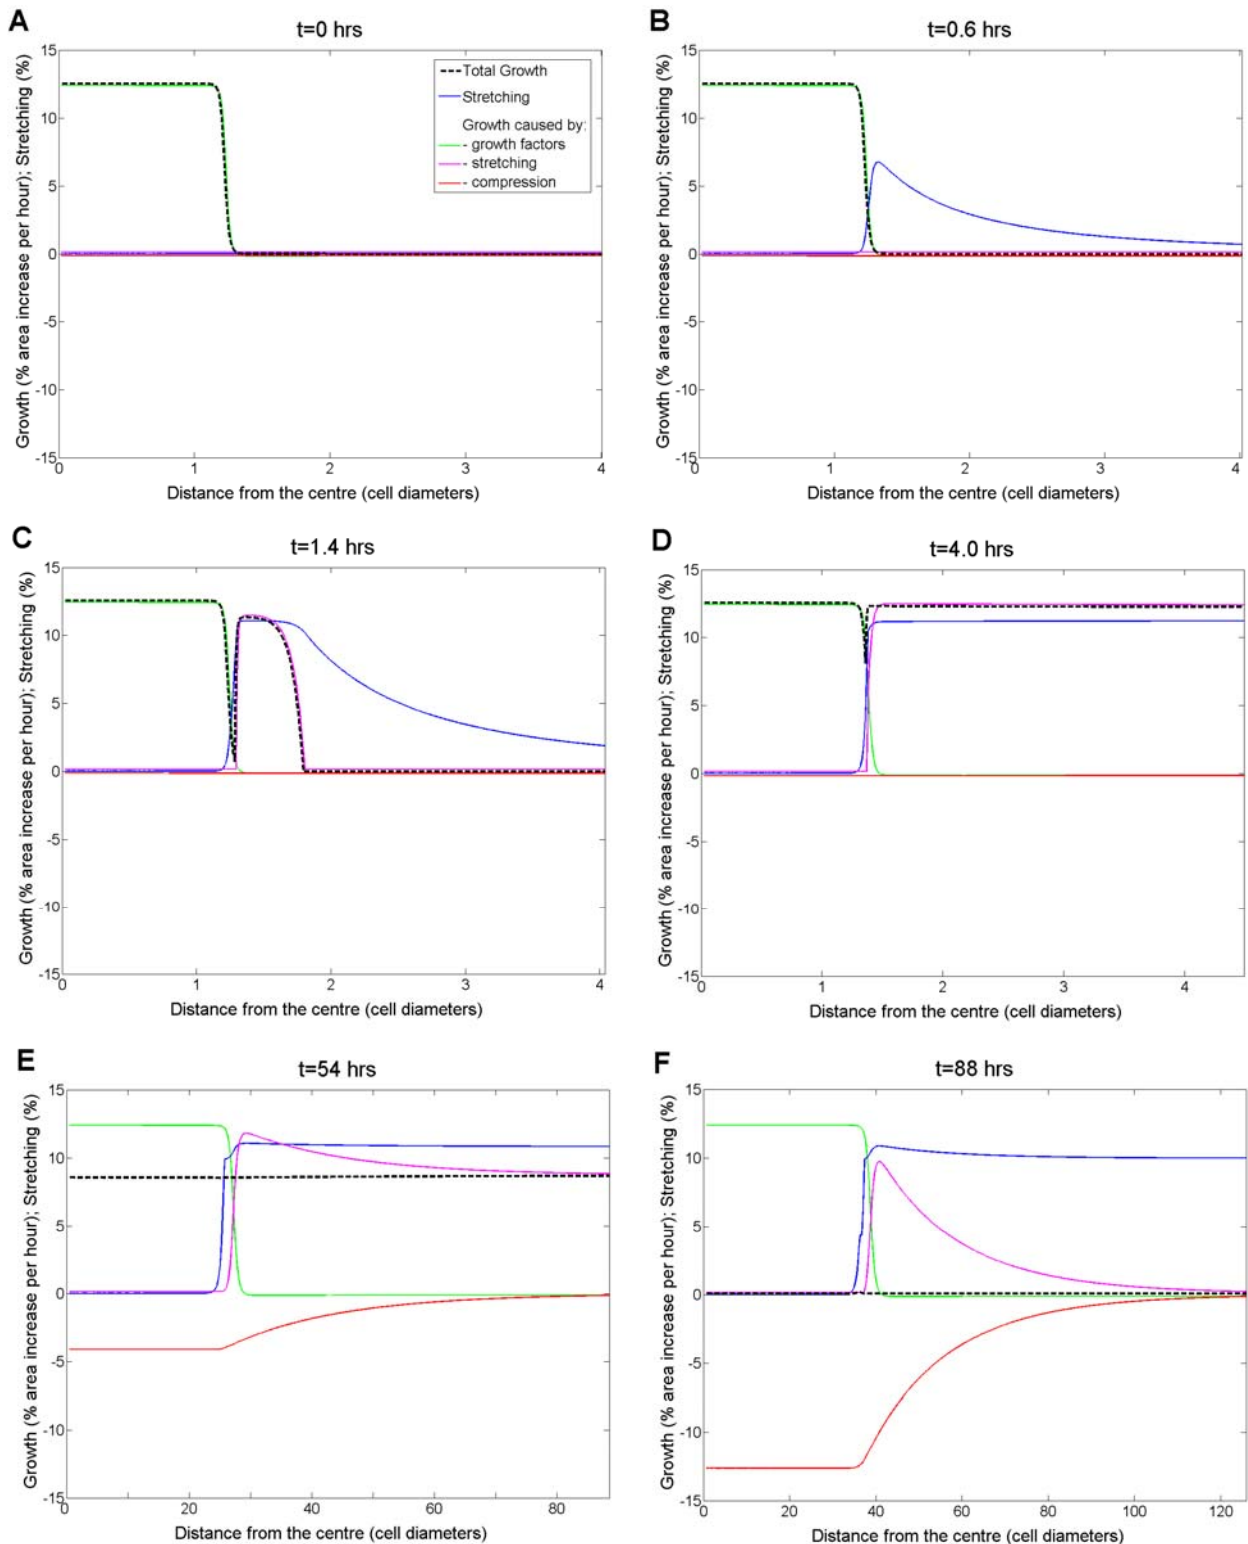 A
t=0 hrs
Growth (% area increase per hour); Stretching (%)
15
10
5
0
-5
-10
-15
0 1 2 3 4
Distance from the centre (cell diameters)
Total Growth
Stretching
Growth caused by:
- growth factors
- stretching
- compression
B
t=0.6 hrs
Growth (% area increase per hour); Stretching (%)
15
10
5
0
-5
-10
-15
0 1 2 3 4
Distance from the centre (cell diameters)
C
t=1.4 hrs
Growth (% area increase per hour); Stretching (%)
15
10
5
0
-5
-10
-15
0 1 2 3 4
Distance from the centre (cell diameters)
D
t=4.0 hrs
Growth (% area increase per hour); Stretching (%)
15
10
5
0
-5
-10
-15
0 1 2 3 4
Distance from the centre (cell diameters)
E
t=54 hrs
Growth (% area increase per hour); Stretching (%)
15
10
5
0
-5
-10
-15
0 20 40 60 80
Distance from the centre (cell diameters)
F
t=88 hrs
Growth (% area increase per hour); Stretching (%)
15
10
5
0
-5
-10
-15
0 20 40 60 80 100 120
Distance from the centre (cell diameters)